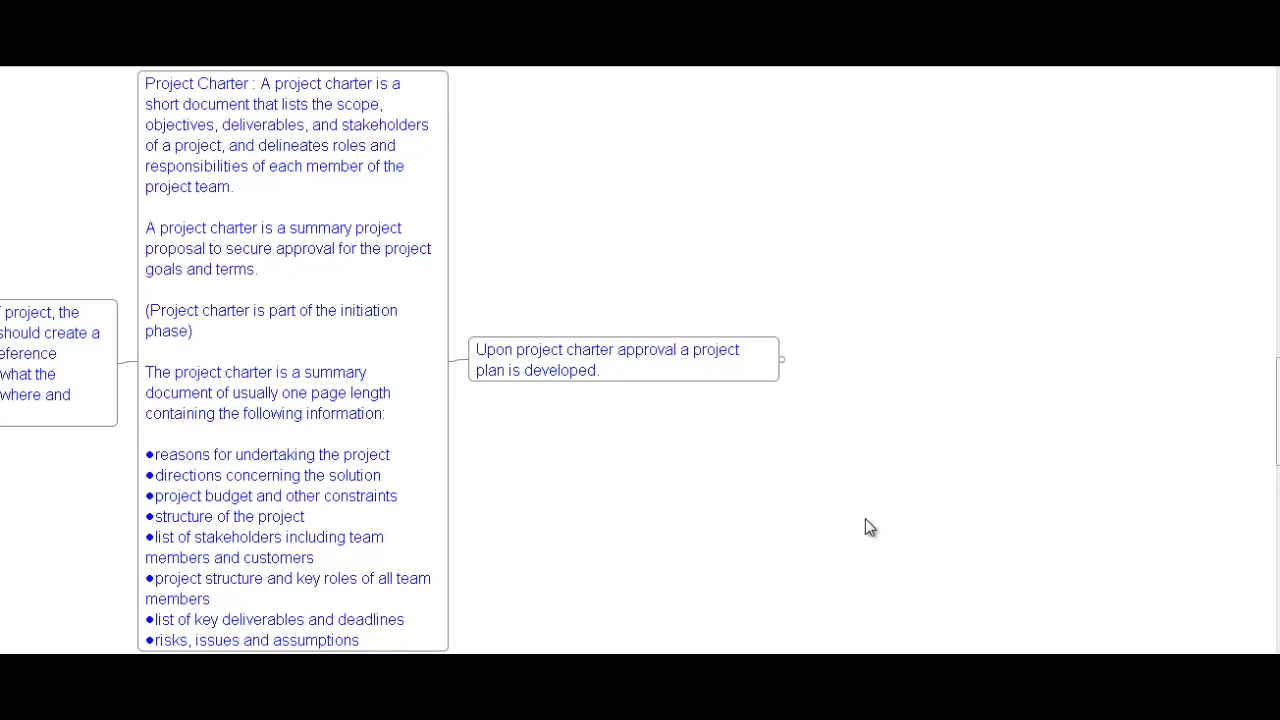 project, the
should create a
eference
what the
where and
Project Charter : A project charter is a
short document that lists the scope,
objectives, deliverables, and stakeholders
of a project, and delineates roles and
responsibilities of each member of the
project team.
A project charter is a summary project
proposal to secure approval for the project
goals and terms.
(Project charter is part of the initiation
phase)
The project charter is a summary
document of usually one page length
containing the following information:
●reasons for undertaking the project
●directions concerning the solution
●project budget and other constraints
●structure of the project
●list of stakeholders including team
members and customers
●project structure and key roles of all team
members
●list of key deliverables and deadlines
●risks, issues and assumptions
Upon project charter approval a project
plan is developed.